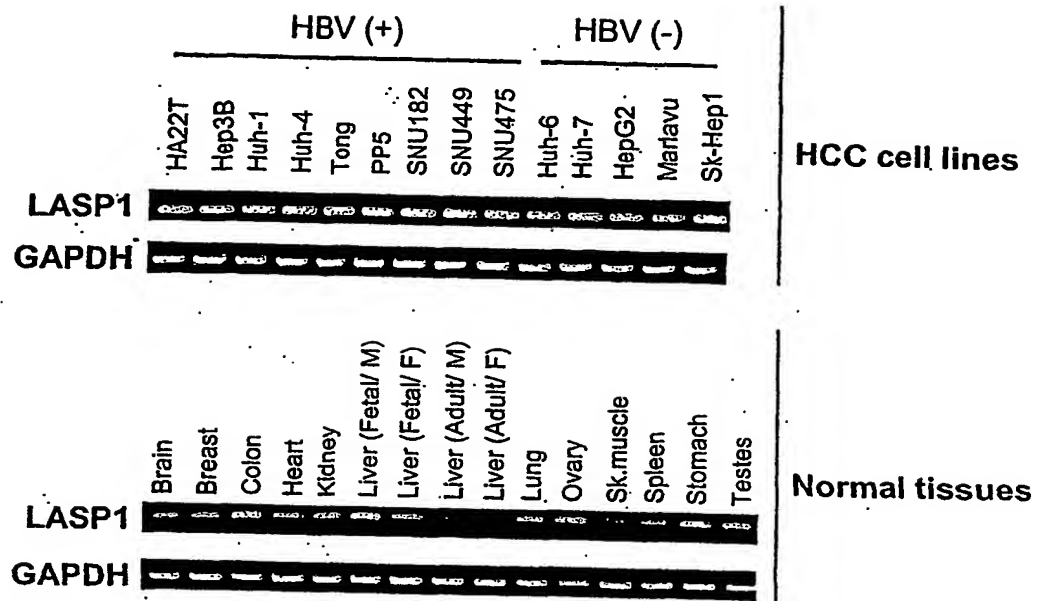 HBV (+) HBV (-)
HA22T Hep3B Huh-1 Huh-4 Tong PP5 SNU182 SNU449 SNU475 Huh-6 Huh-7 HepG2 Marlavu Sk-Hep1
HCC cell lines
LASP1
GAPDH
Brain Breast Colon Heart Kidney Liver (Fetal/ M) Liver (Fetal/ F) Liver (Adult/ M) Liver (Adult/ F) Lung Ovary Sk.muscle Spleen Stomach Testes
Normal tissues
LASP1
GAPDH